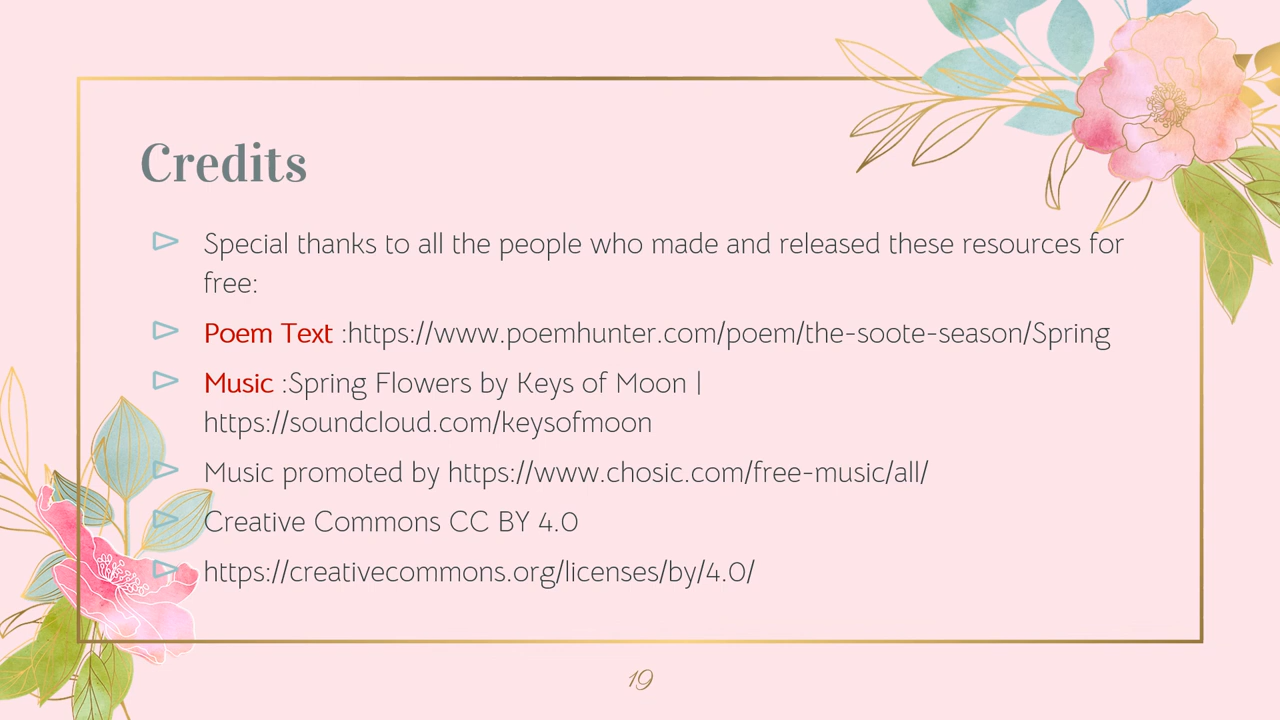 Credits
Special thanks to all the people who made and released these resources for
free:
Poem Text :https://www.poemhunter.com/poem/the-soote-season/Spring
Music :Spring Flowers by Keys of Moon |
https://soundcloud.com/keysofmoon
Music promoted by https://www.chosic.com/free-music/all/
Creative Commons CC BY 4.0
https://creativecommons.org/licenses/by/4.0/
19